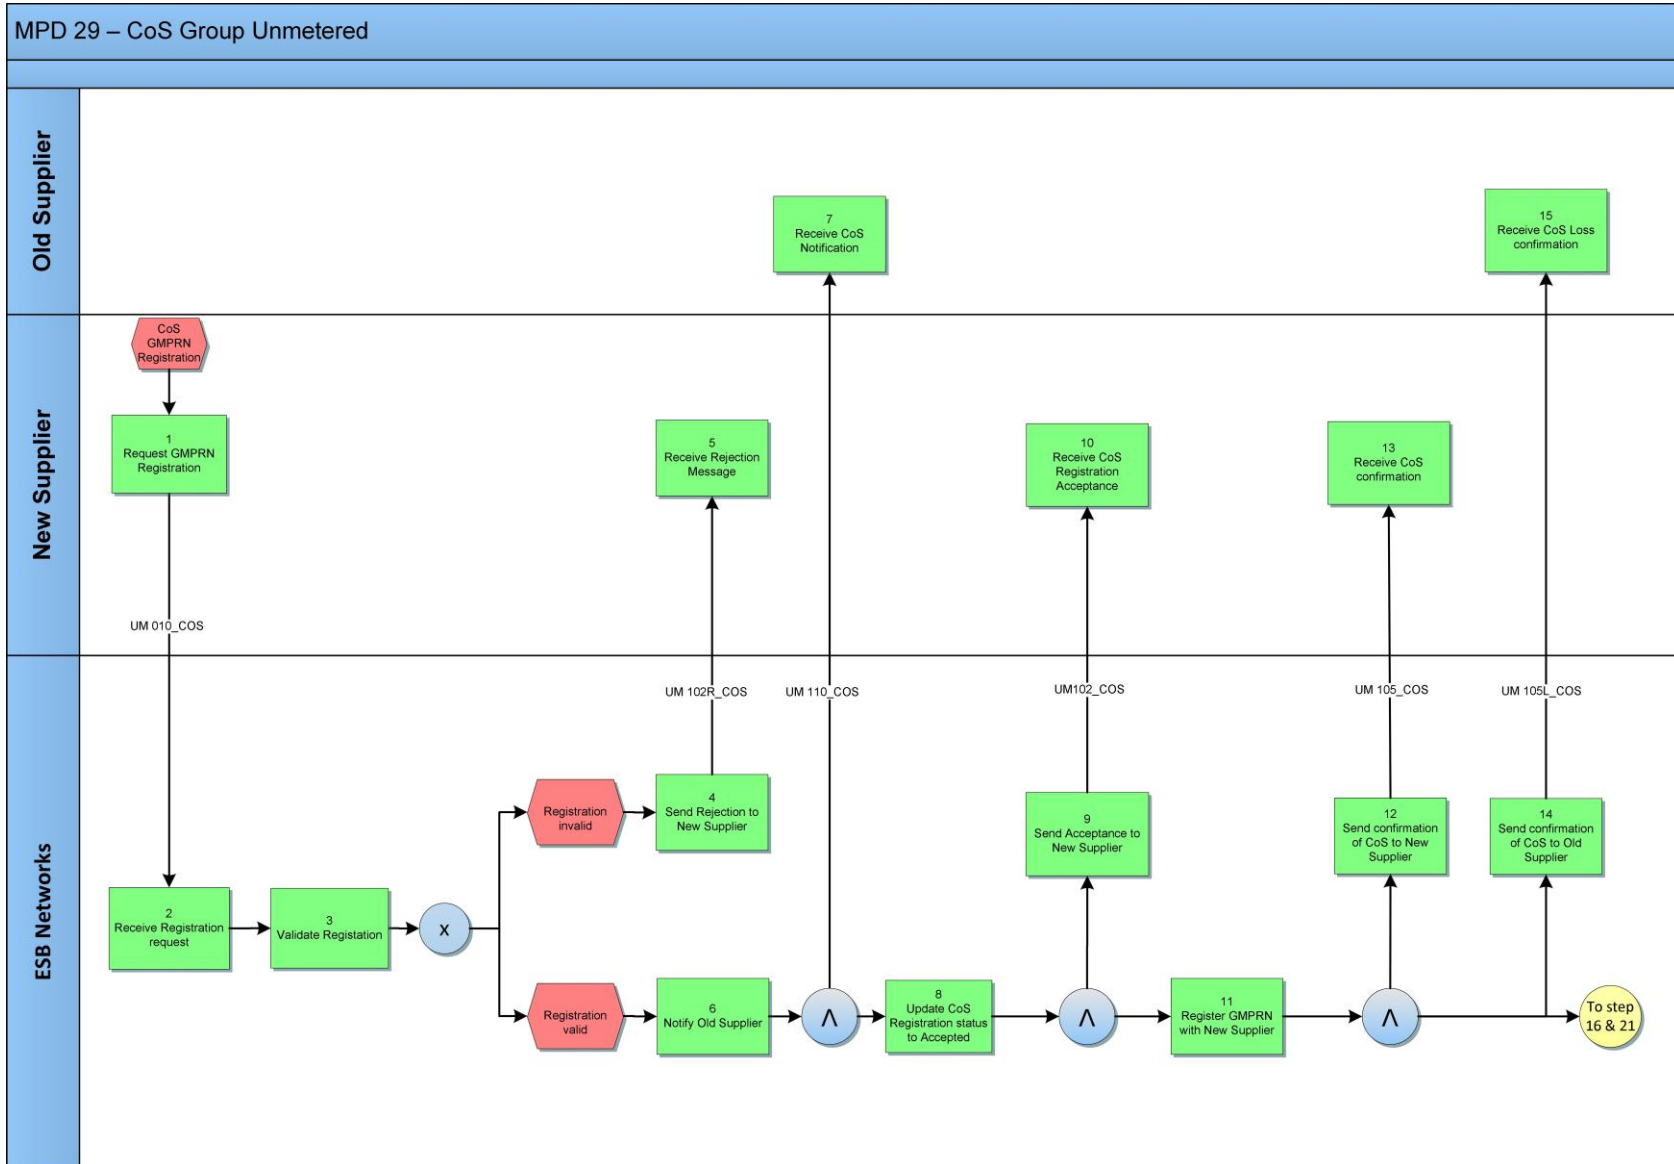 MPD 29 – CoS Group Unmetered
Old Supplier
7
Receive CoS
Notification
15
Receive CoS Loss
confirmation
New Supplier
CoS
GMPRN
Registration
1
Request GMPRN
Registration
5
Receive Rejection
Message
10
Receive CoS
Registration
Acceptance
13
Receive CoS
confirmation
UM 010_COS
ESB Networks
UM 102R_COS
UM 110_COS
UM102_COS
UM 105_COS
UM 105L_COS
Registration
invalid
4
Send Rejection to
New Supplier
9
Send Acceptance to
New Supplier
12
Send confirmation
of CoS to New
Supplier
14
Send confirmation
of CoS to Old
Supplier
2
Receive Registration
request
3
Validate Registation
x
Registration
valid
6
Notify Old Supplier
Λ
8
Update CoS
Registration status
to Accepted
Λ
11
Register GMPRN
with New Supplier
Λ
To step
16 & 21